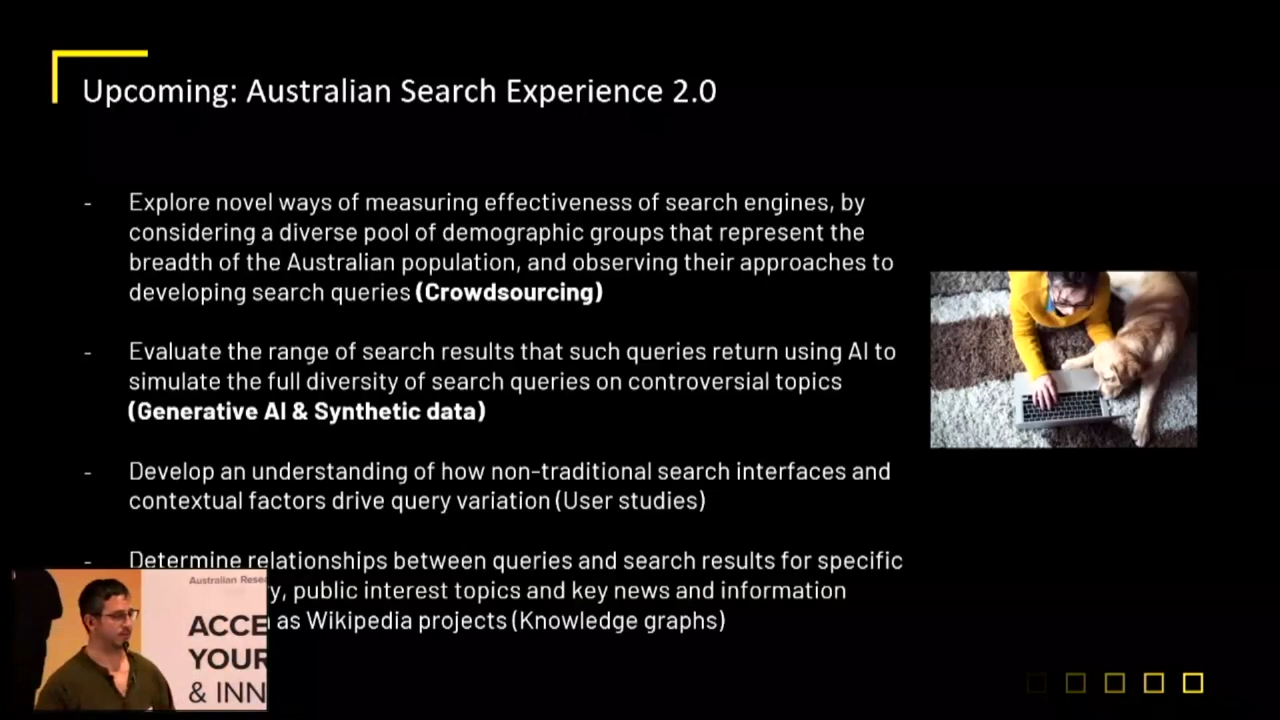 Upcoming: Australian Search Experience 2.0
- Explore novel ways of measuring effectiveness of search engines, by
considering a diverse pool of demographic groups that represent the
breadth of the Australian population, and observing their approaches to
developing search queries (Crowdsourcing)
- Evaluate the range of search results that such queries return using AI to
simulate the full diversity of search queries on controversial topics
(Generative AI & Synthetic data)
- Develop an understanding of how non-traditional search interfaces and
contextual factors drive query variation (User studies)
- Determine relationships between queries and search results for specific
y, public interest topics and key news and information
as Wikipedia projects (Knowledge graphs)
Australian Resea
ACCE
YOUR
& INN